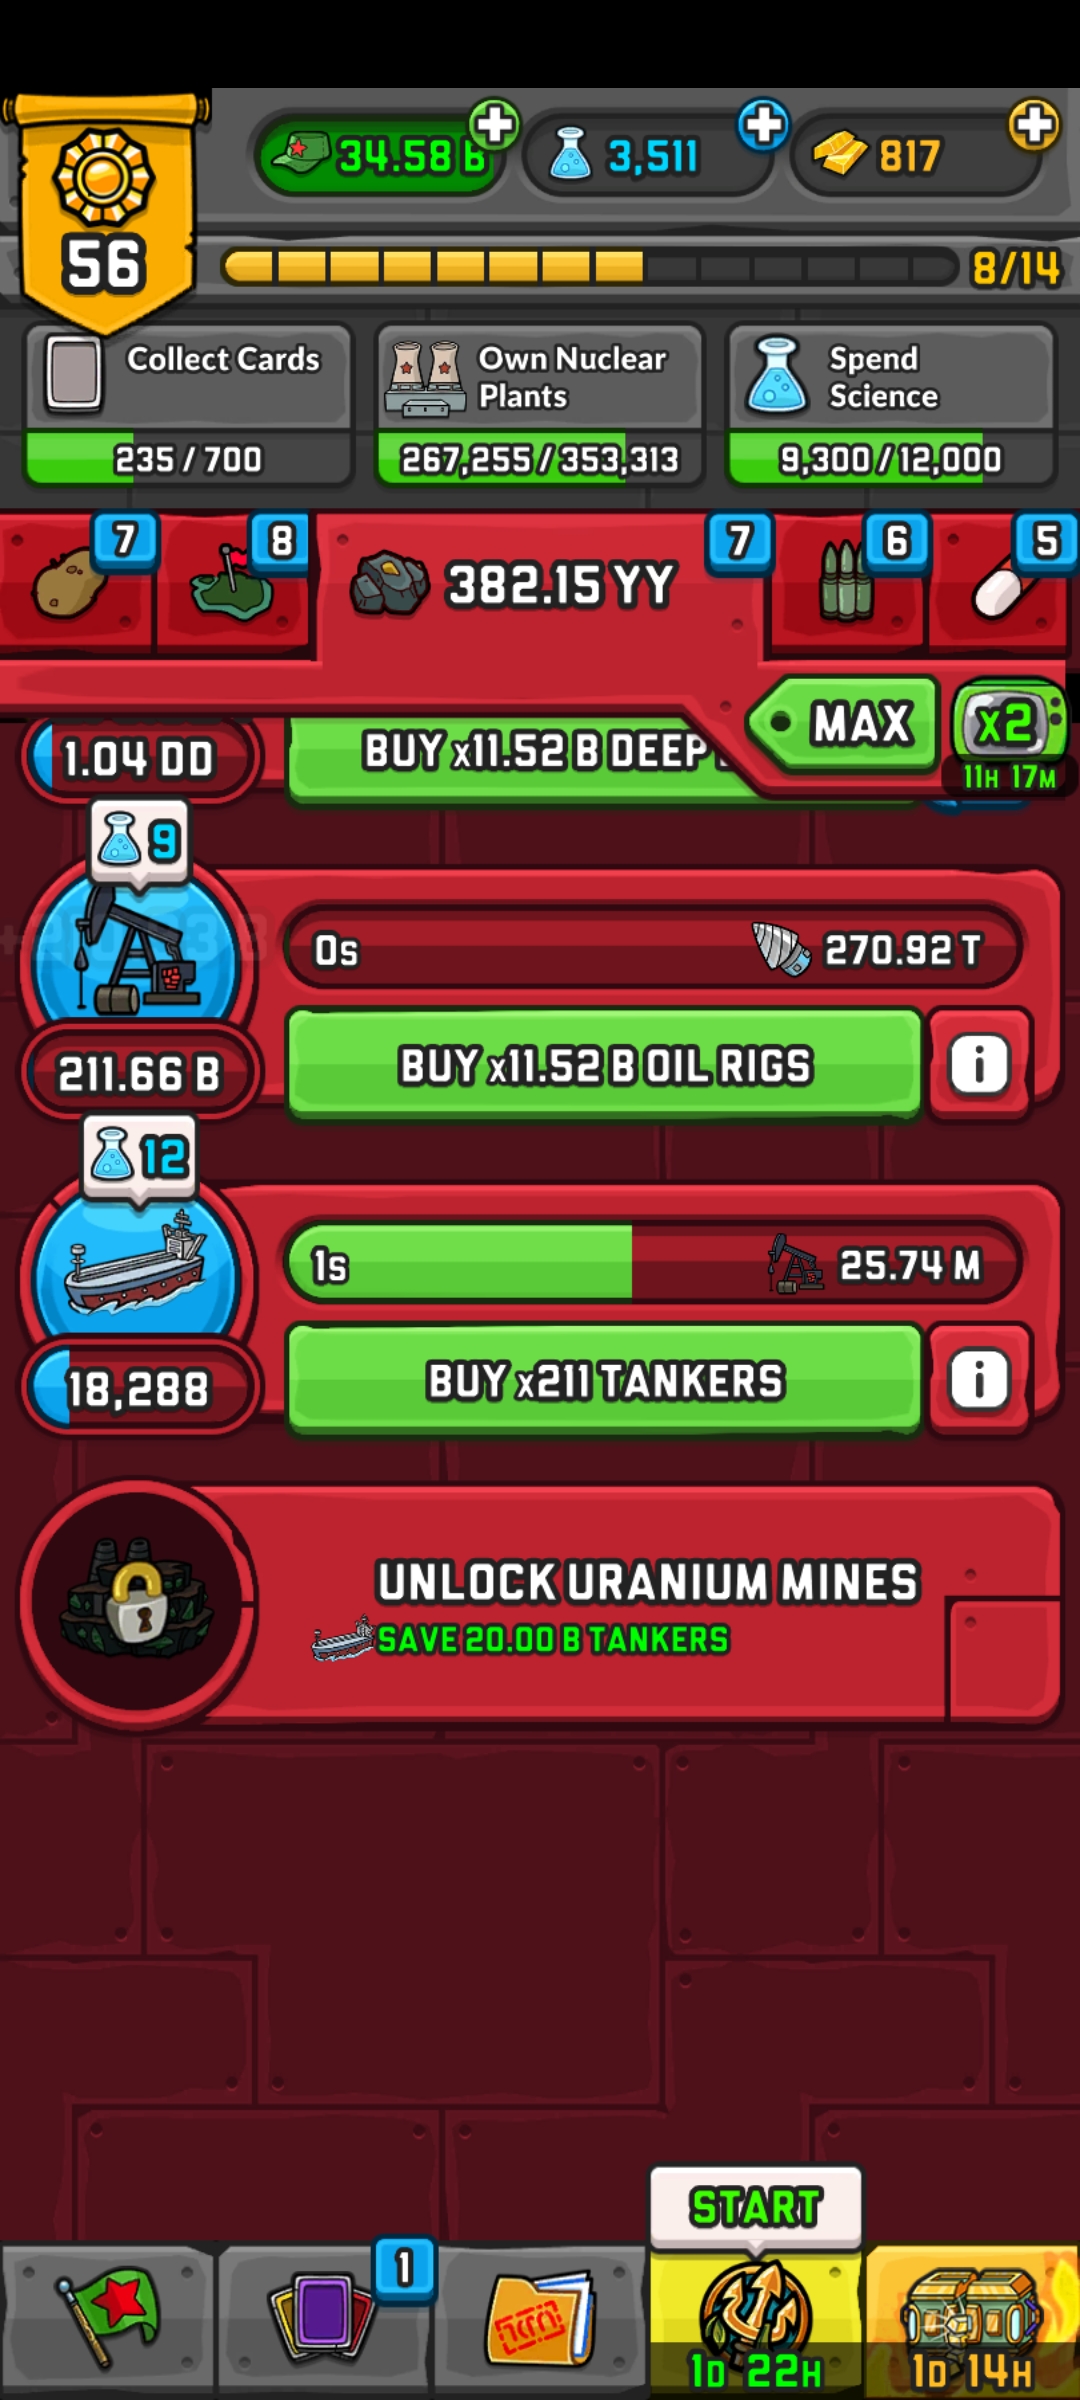 34.58 B
3,511
817
56
8/14
Collect Cards
Own Nuclear
Plants
Spend
Science
235 / 700
267,255 / 353,313
9,300 / 12,000
7
8
382.15 YY
7
6
5
MAX
x2
11H 17M
1.04 DD
BUY x11.52 B DEEP
9
0s
270.92 T
211.66 B
BUY x11.52 B OIL RIGS
i
12
1s
25.74 M
18,288
BUY x211 TANKERS
i
UNLOCK URANIUM MINES
SAVE 20.00 B TANKERS
START
1
1D 22H
1D 14H